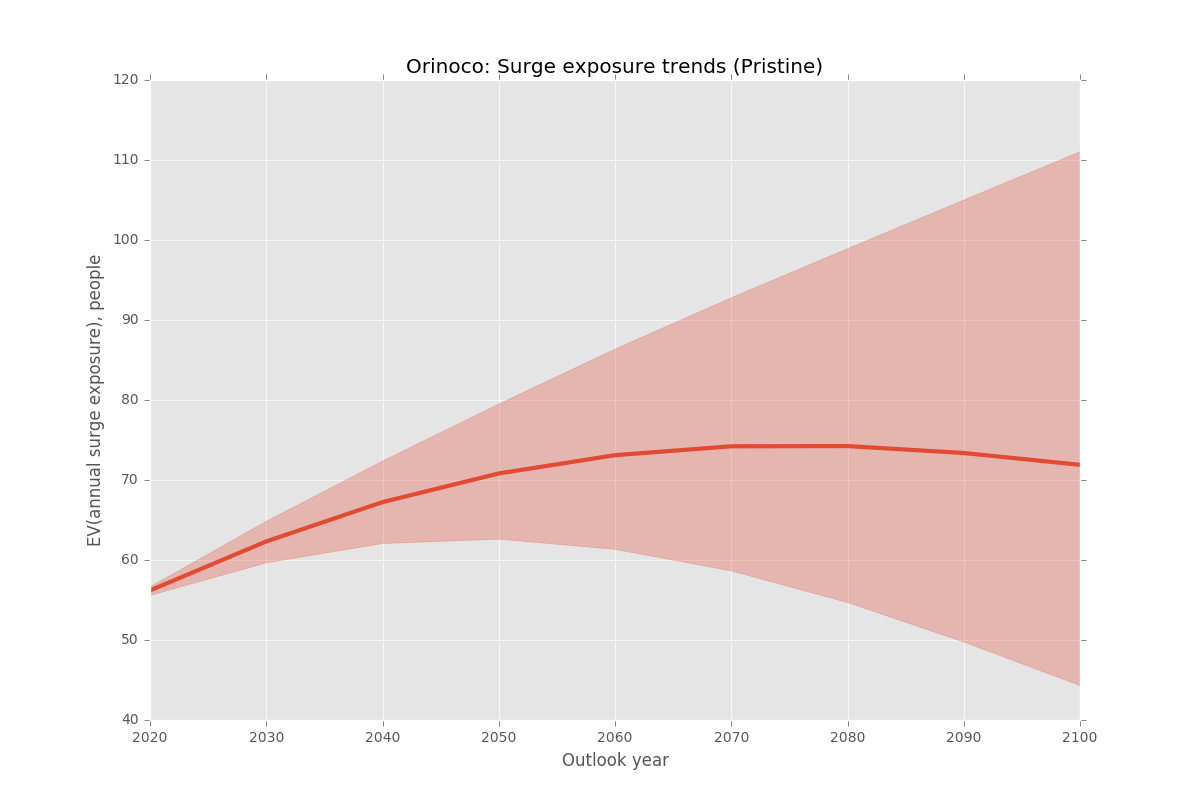 Orinoco: Surge exposure trends (Pristine)
120
110
100
90
80
70
60
50
40
EV(annual surge exposure), people
2020 2030 2040 2050 2060 2070 2080 2090 2100
Outlook year